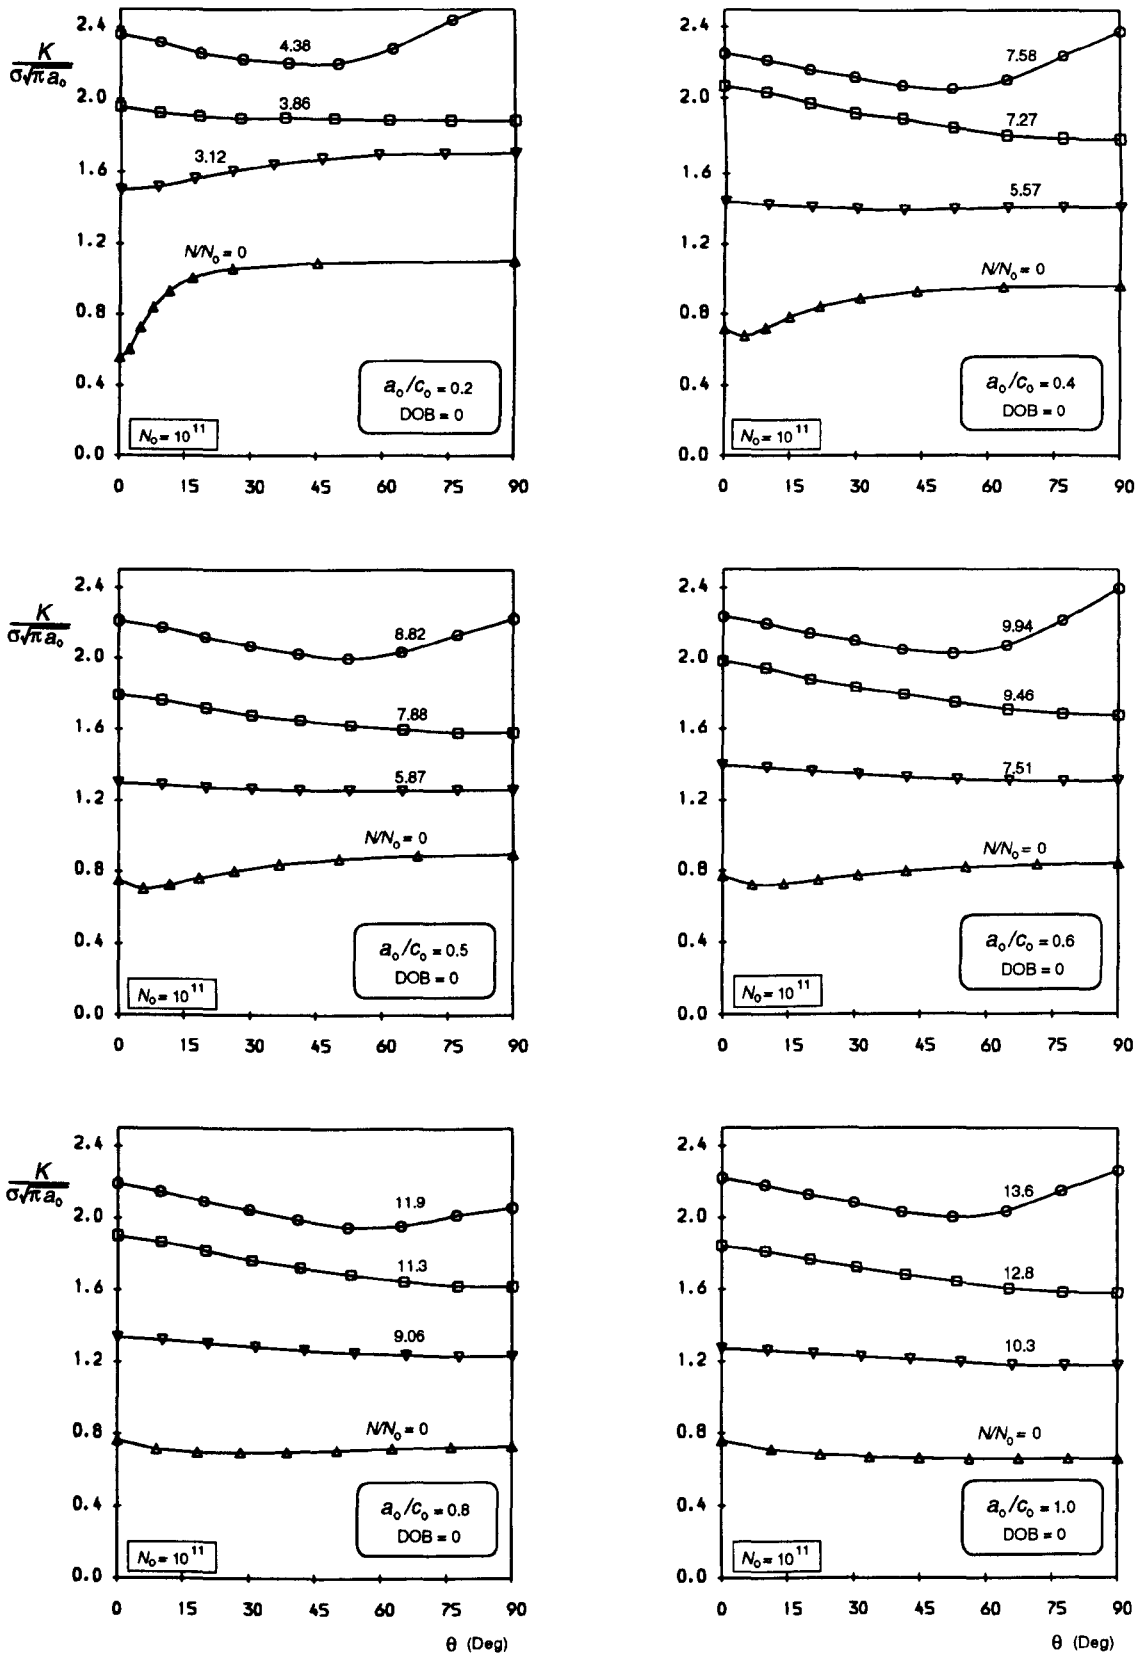 K
σ√πa₀
2.4
2.0
1.6
1.2
0.8
0.4
0.0
4.38
3.86
3.12
N/N₀ = 0
a₀/c₀ = 0.2
DOB = 0
N₀ = 10¹¹
0 15 30 45 60 75 90
2.4
2.0
1.6
1.2
0.8
0.4
0.0
7.58
7.27
5.57
N/N₀ = 0
a₀/c₀ = 0.4
DOB = 0
N₀ = 10¹¹
0 15 30 45 60 75 90
K
σ√πa₀
2.4
2.0
1.6
1.2
0.8
0.4
0.0
8.82
7.88
5.87
N/N₀ = 0
a₀/c₀ = 0.5
DOB = 0
N₀ = 10¹¹
0 15 30 45 60 75 90
2.4
2.0
1.6
1.2
0.8
0.4
0.0
9.94
9.46
7.51
N/N₀ = 0
a₀/c₀ = 0.6
DOB = 0
N₀ = 10¹¹
0 15 30 45 60 75 90
K
σ√πa₀
2.4
2.0
1.6
1.2
0.8
0.4
0.0
11.9
11.3
9.06
N/N₀ = 0
a₀/c₀ = 0.8
DOB = 0
N₀ = 10¹¹
0 15 30 45 60 75 90
θ (Deg)
2.4
2.0
1.6
1.2
0.8
0.4
0.0
13.6
12.8
10.3
N/N₀ = 0
a₀/c₀ = 1.0
DOB = 0
N₀ = 10¹¹
0 15 30 45 60 75 90
θ (Deg)